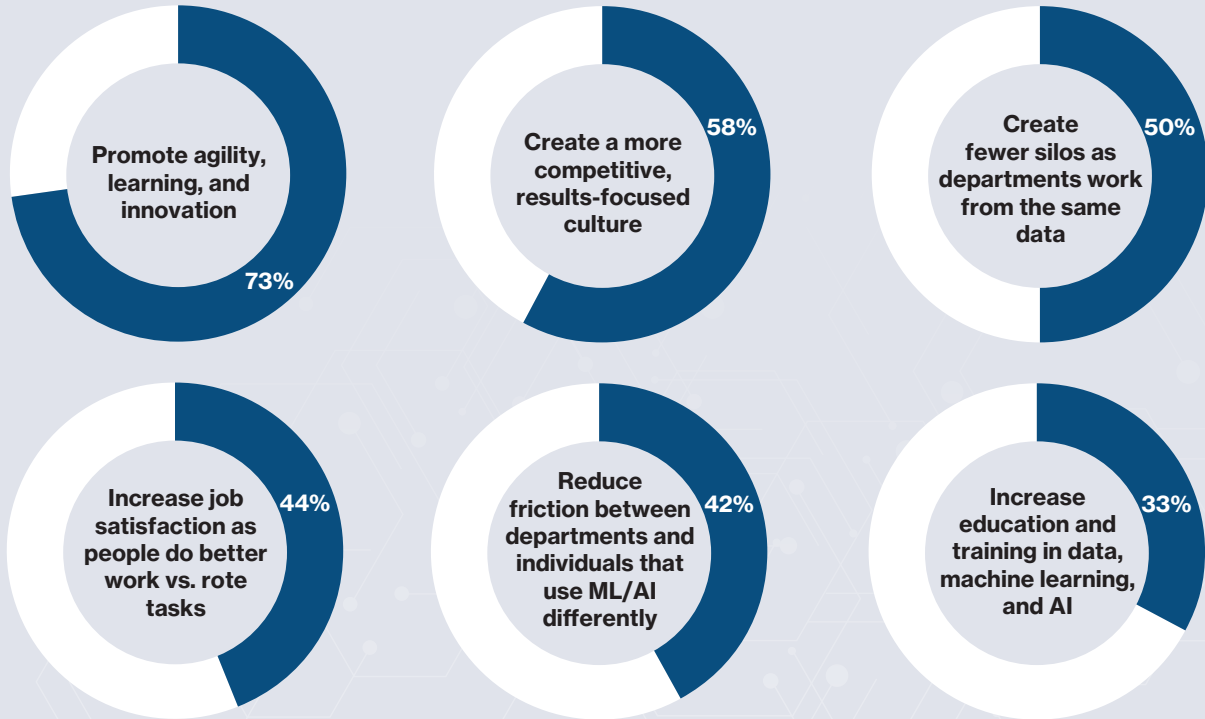 Promote agility,
learning, and
innovation
73%
Create a more
competitive,
results-focused
culture
58%
Create
fewer silos as
departments work
from the same
data
50%
Increase job
satisfaction as
people do better
work vs. rote
tasks
44%
Reduce
friction between
departments and
individuals that
use ML/AI
differently
42%
Increase
education and
training in data,
machine learning,
and AI
33%